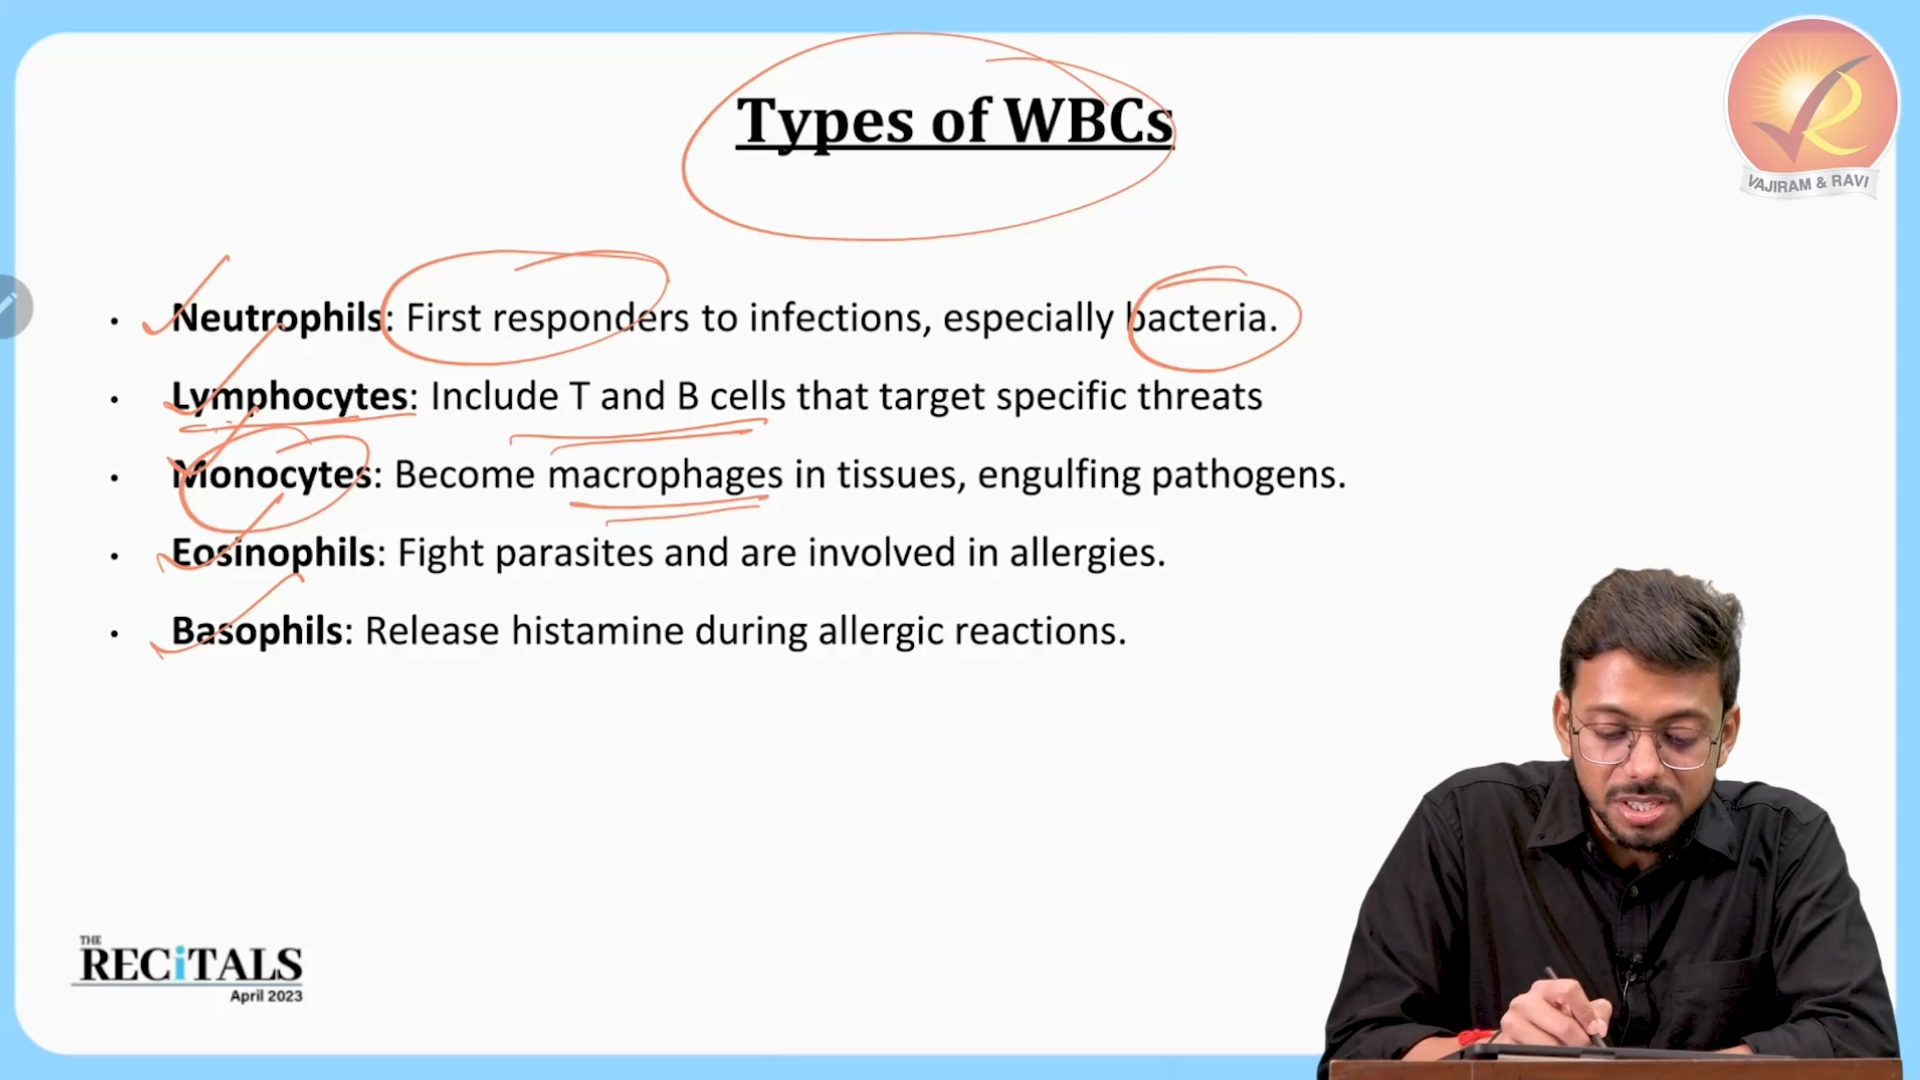 Types of WBCs
VAJIRAM & RAVI
• Neutrophils: First responders to infections, especially bacteria.
• Lymphocytes: Include T and B cells that target specific threats
• Monocytes: Become macrophages in tissues, engulfing pathogens.
• Eosinophils: Fight parasites and are involved in allergies.
• Basophils: Release histamine during allergic reactions.
THE
RECiTALS
April 2023